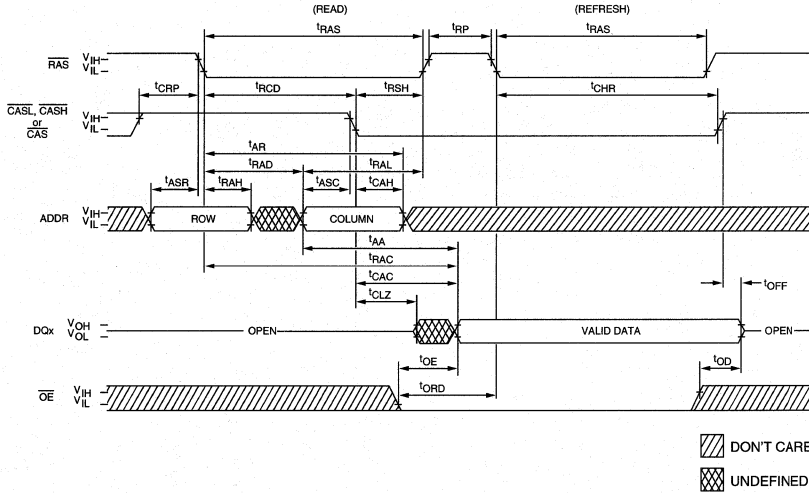 (READ) (REFRESH)
tRAS tRP tRAS
RAS VIH VIL
tCRP tRCD tRSH tCHR
CASL, CASH or CAS VIH VIL
tAR
tRAD tRAL
tASR tRAH tASC tCAH
ADDR VIH VIL ROW COLUMN
tAA
tRAC
tCAC
tCLZ tOFF
DQx VOH VOL OPEN VALID DATA OPEN
tOE tOD
tORD
OE VIH VIL
DON'T CARE
UNDEFINED